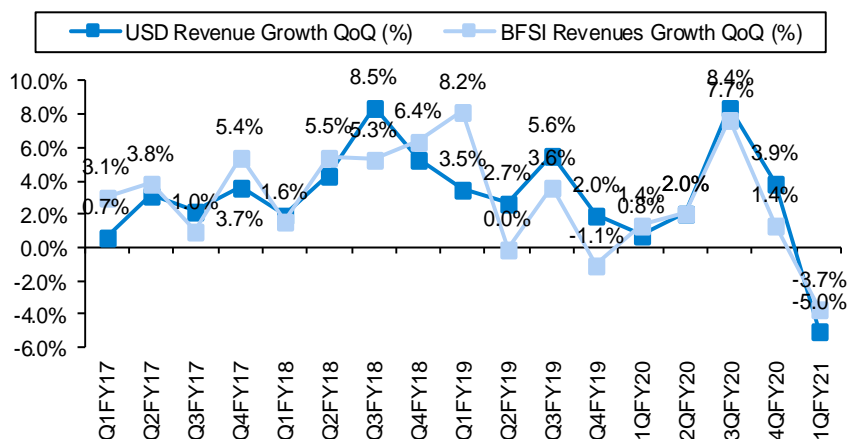 USD Revenue Growth QoQ (%) BFSI Revenues Growth QoQ (%)
10.0%
8.0%
6.0%
4.0%
2.0%
0.0%
-2.0%
-4.0%
-6.0%
3.1%
0.7%
3.8%
1.0%
5.4%
3.7%
1.6%
5.5%
8.5%
5.3%
6.4%
8.2%
3.5%
2.7%
0.0%
5.6%
3.6%
2.0%
-1.1%
1.4%
0.8%
2.0%
2.0%
8.4%
7.7%
3.9%
1.4%
-3.7%
-5.0%
Q1FY17
Q2FY17
Q3FY17
Q4FY17
Q1FY18
Q2FY18
Q3FY18
Q4FY18
Q1FY19
Q2FY19
Q3FY19
Q4FY19
1QFY20
2QFY20
3QFY20
4QFY20
1QFY21